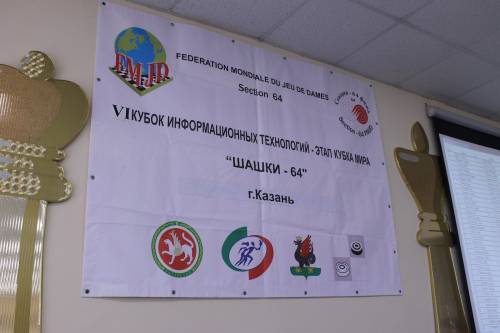 FMJD
FEDERATION MONDIALE DU JEU DE DAMES
Section 64
VI КУБОК ИНФОРМАЦИОННЫХ ТЕХНОЛОГИЙ - ЭТАП КУБКА МИРА
"ШАШКИ - 64"
г.Казань